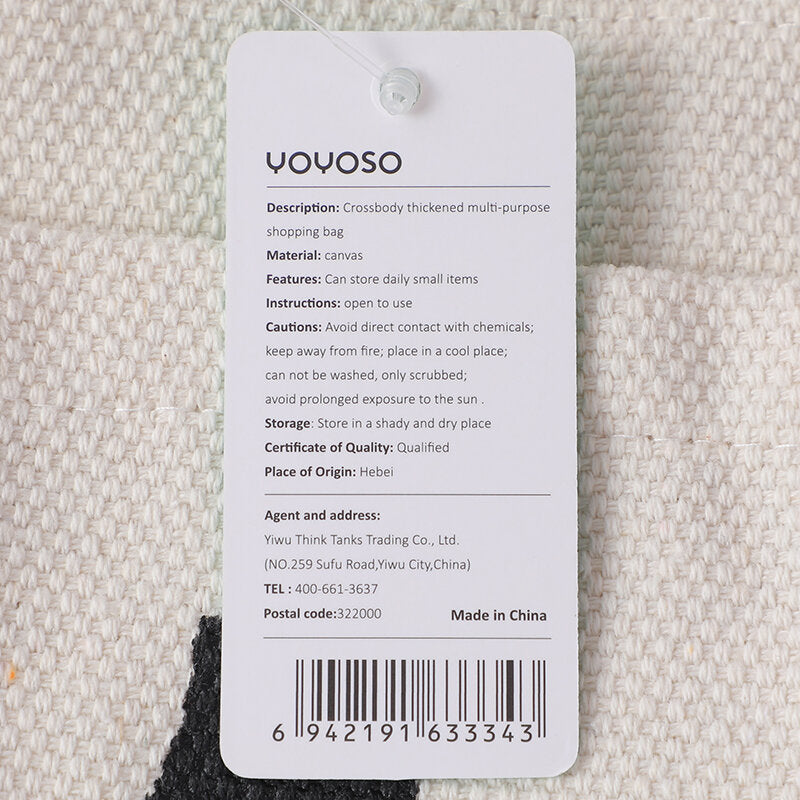 YOYOSO
Description: Crossbody thickened multi-purpose
shopping bag
Material: canvas
Features: Can store daily small items
Instructions: open to use
Cautions: Avoid direct contact with chemicals;
keep away from fire; place in a cool place;
can not be washed, only scrubbed;
avoid prolonged exposure to the sun .
Storage: Store in a shady and dry place
Certificate of Quality: Qualified
Place of Origin: Hebei
Agent and address:
Yiwu Think Tanks Trading Co., Ltd.
(NO.259 Sufu Road,Yiwu City,China)
TEL : 400-661-3637
Postal code:322000 Made in China
6 942191 633343